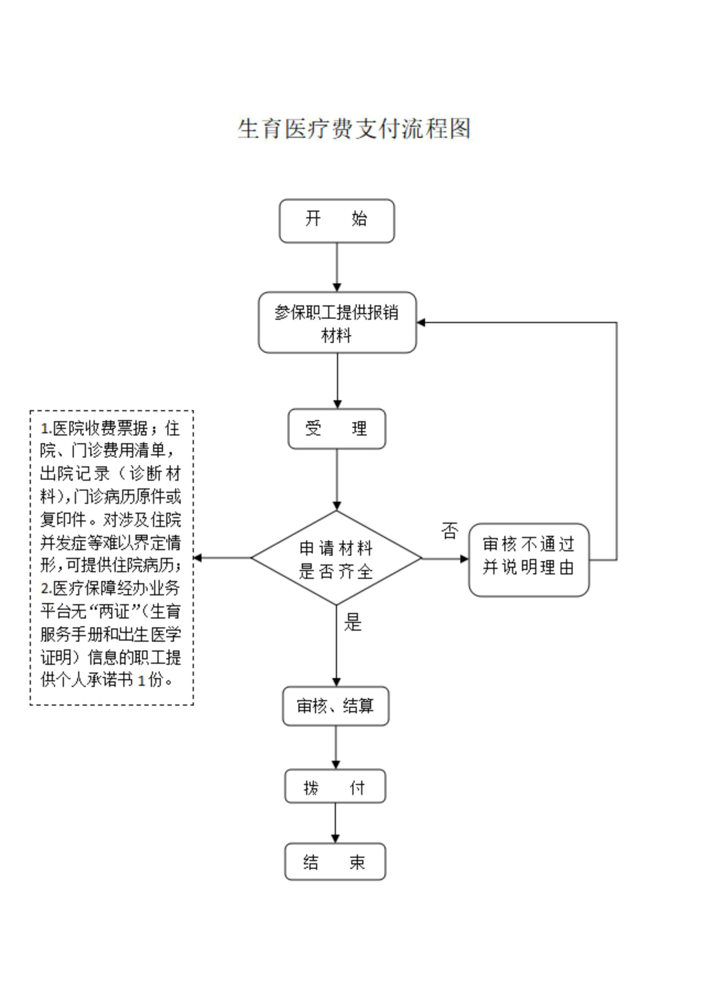 生育医疗费支付流程图
开 始
参保职工提供报销
材料
受 理
1.医院收费票据；住
院、门诊费用清单，
出院记录（诊断材
料），门诊病历原件或
复印件。对涉及住院
并发症等难以界定情
形，可提供住院病历；
2.医疗保障经办业务
平台无“两证”（生育
服务手册和出生医学
证明）信息的职工提
供个人承诺书 1 份。
申请材料
是否齐全
否
审核不通过
并说明理由
是
审核、结算
拨 付
结 束